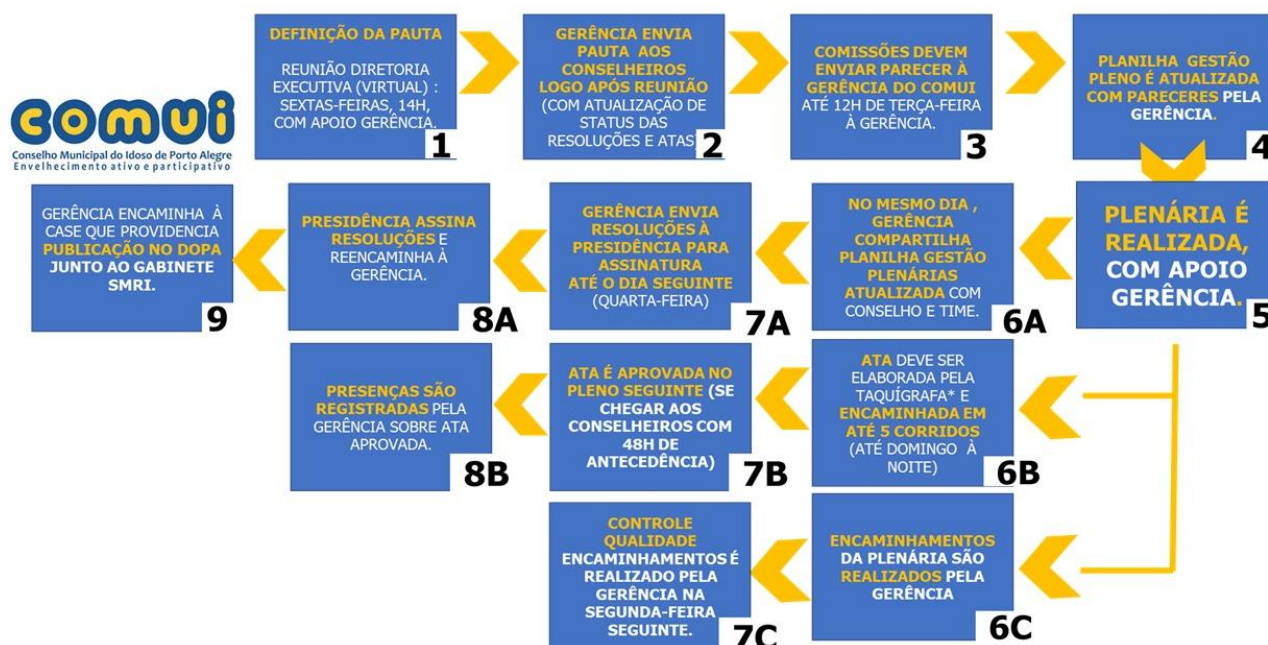 comui
Conselho Municipal do Idoso de Porto Alegre
Envelhecimento ativo e participativo
DEFINIÇÃO DA PAUTA
REUNIÃO DIRETORIA
EXECUTIVA (VIRTUAL) :
SEXTAS-FEIRAS, 14H,
COM APOIO GERÊNCIA.
1
GERÊNCIA ENVIA
PAUTA AOS
CONSELHEIROS
LOGO APÓS REUNIÃO
(COM ATUALIZAÇÃO DE
STATUS DAS
RESOLUÇÕES E ATAS
2
COMISSÕES DEVEM
ENVIAR PARECER À
GERÊNCIA DO COMUI
ATÉ 12H DE TERÇA-FEIRA
À GERÊNCIA.
3
PLANILHA GESTÃO
PLENO É ATUALIZADA
COM PARECERES PELA
GERÊNCIA.
4
PLENÁRIA É
REALIZADA,
COM APOIO
GERÊNCIA.
5
NO MESMO DIA ,
GERÊNCIA
COMPARTILHA
PLANILHA GESTÃO
PLENÁRIAS
ATUALIZADA COM
CONSELHO E TIME.
6A
GERÊNCIA ENVIA
RESOLUÇÕES À
PRESIDÊNCIA PARA
ASSINATURA
ATÉ O DIA SEGUINTE
(QUARTA-FEIRA)
7A
PRESIDÊNCIA ASSINA
RESOLUÇÕES E
REENCAMINHA À
GERÊNCIA.
8A
GERÊNCIA ENCAMINHA À
CASE QUE PROVIDENCIA
PUBLICAÇÃO NO DOPA
JUNTO AO GABINETE
SMRI.
9
ATA DEVE SER
ELABORADA PELA
TAQUÍGRAFA* E
ENCAMINHADA EM
ATÉ 5 CORRIDOS
(ATÉ DOMINGO À
NOITE)
6B
ATA É APROVADA NO
PLENO SEGUINTE (SE
CHEGAR AOS
CONSELHEIROS COM
48H DE
ANTECEDÊNCIA)
7B
PRESENÇAS SÃO
REGISTRADAS PELA
GERÊNCIA SOBRE ATA
APROVADA.
8B
ENCAMINHAMENTOS
DA PLENÁRIA SÃO
REALIZADOS PELA
GERÊNCIA
6C
CONTROLE
QUALIDADE
ENCAMINHAMENTOS É
REALIZADO PELA
GERÊNCIA NA
SEGUNDA-FEIRA
SEGUINTE.
7C